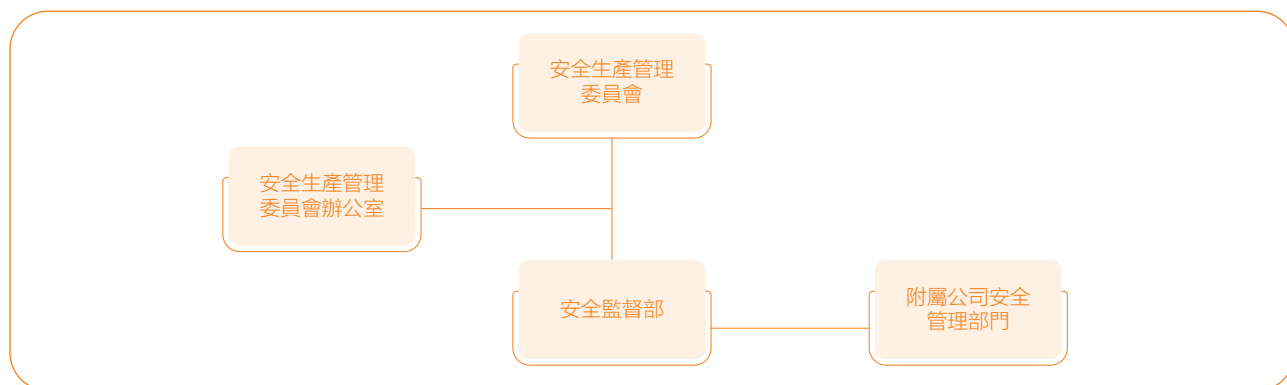 安全生產管理
委員會
安全生產管理
委員會辦公室
安全監督部
附屬公司安全
管理部門